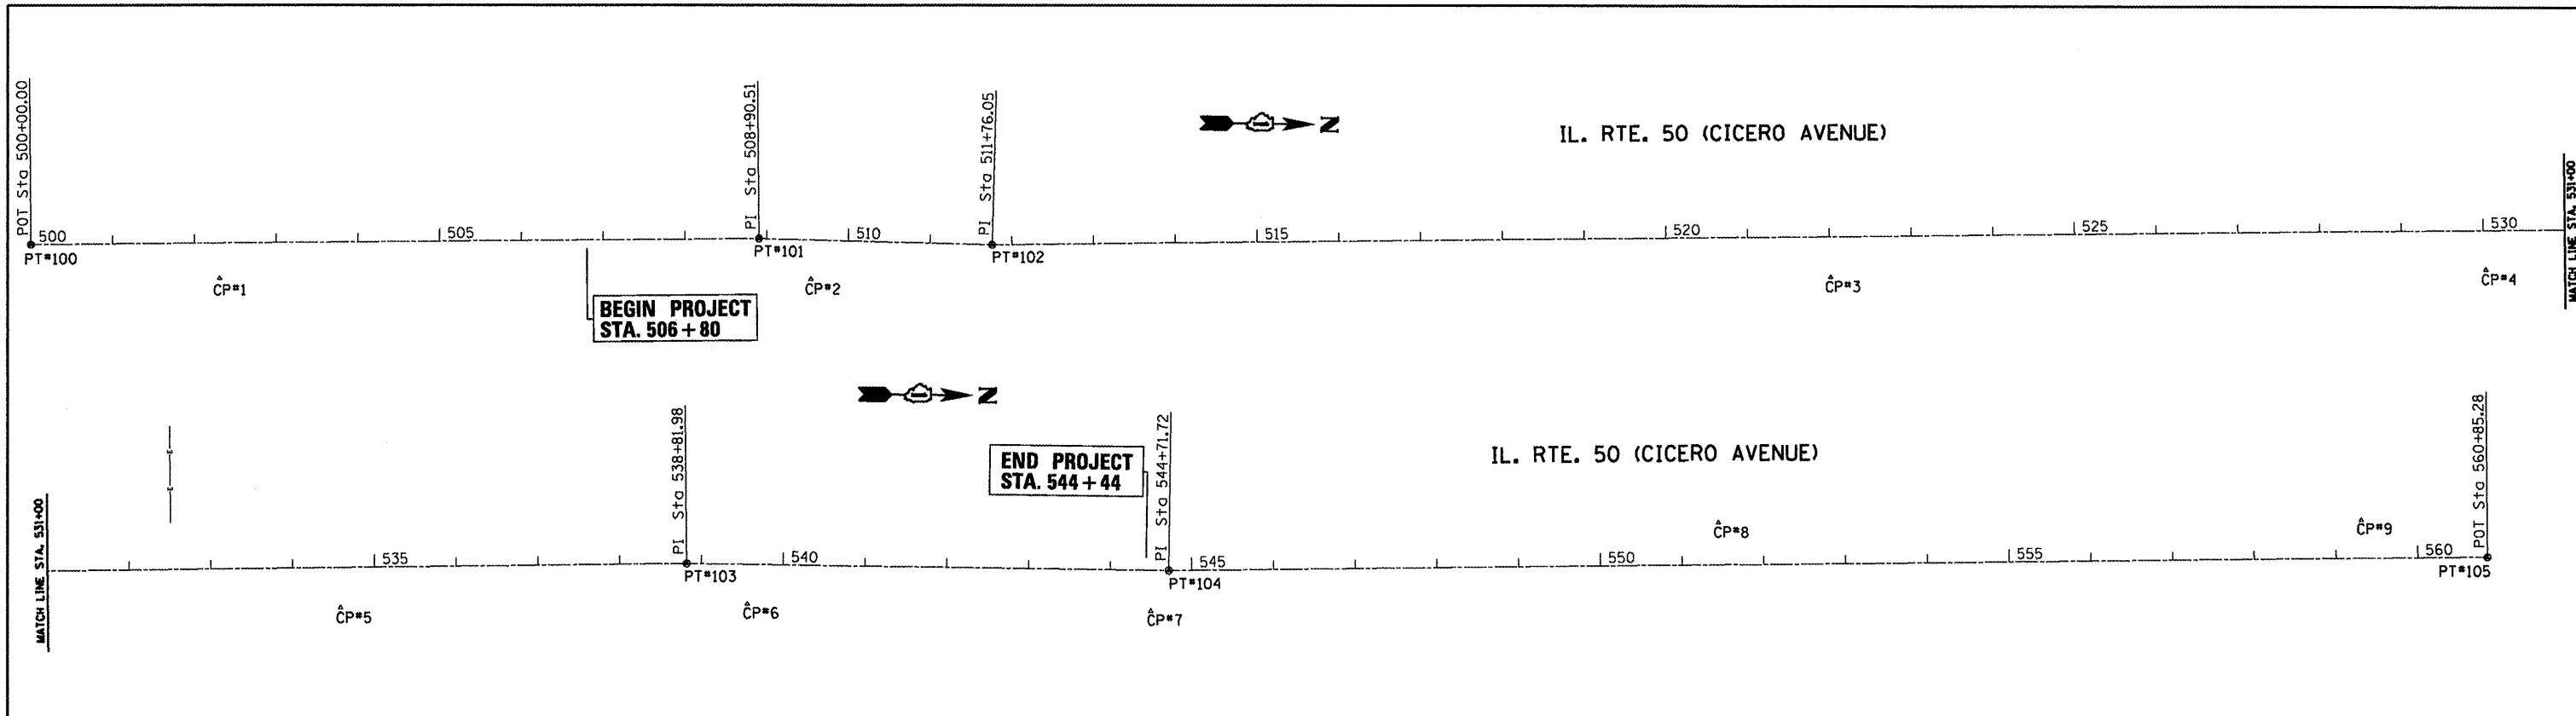 POT Sta 500+00.00
PI Sta 508+90.51
PI Sta 511+76.05
N
IL. RTE. 50 (CICERO AVENUE)
MATCH LINE STA. 531+00
500
505
510
515
520
525
530
PT#100
PT#101
PT#102
CP#1
CP#2
CP#3
CP#4
BEGIN PROJECT
STA. 506+80
N
PI Sta 538+81.98
END PROJECT
STA. 544+44
PI Sta 544+71.72
IL. RTE. 50 (CICERO AVENUE)
POT Sta 560+85.28
MATCH LINE STA. 531+00
CP#8
CP#9
535
540
545
550
555
560
PT#103
PT#104
PT#105
CP#5
CP#6
CP#7